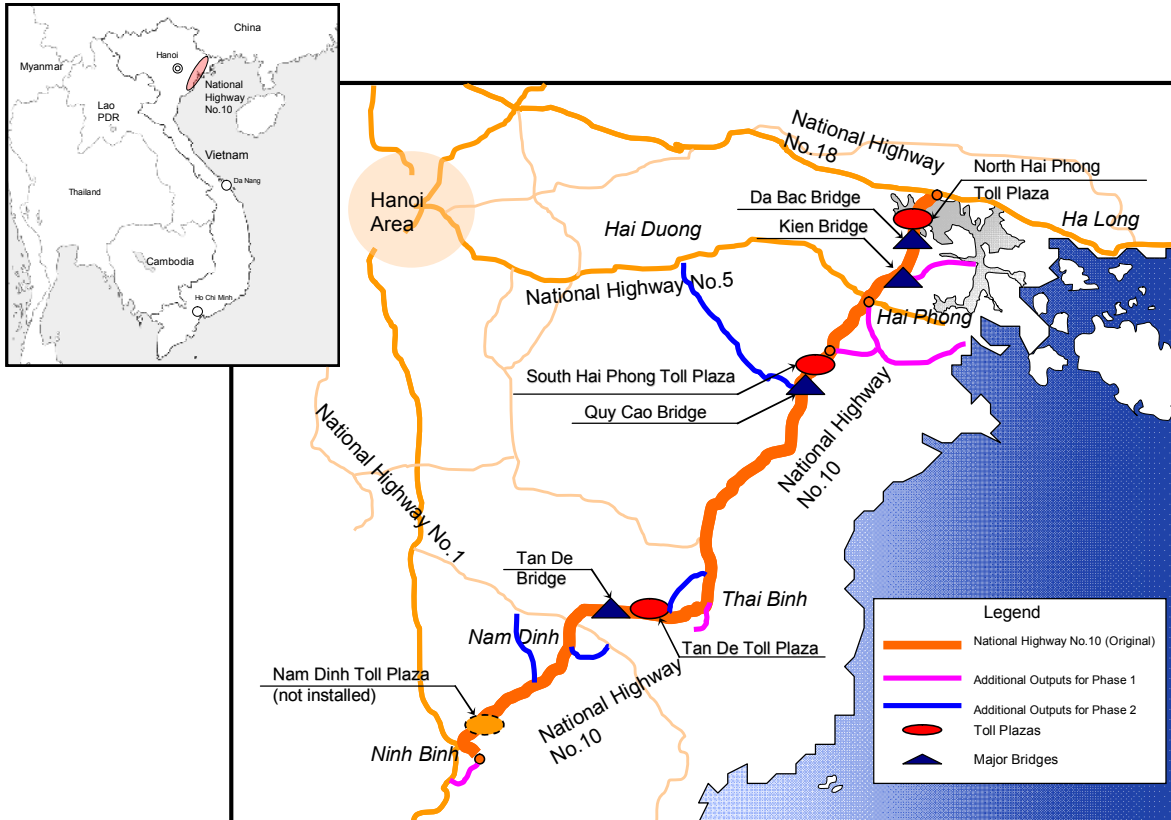 China
Hanoi
Myanmar
National
Highway
No.10
Lao
PDR
Vietnam
Da Nang
Thailand
Cambodia
Ho Chi Minh
National Highway
No.18
North Hai Phong
Toll Plaza
Da Bac Bridge
Kien Bridge
Hanoi
Area
Hai Duong
Ha Long
National Highway No.5
Hai Phong
South Hai Phong Toll Plaza
Quy Cao Bridge
National Highway
No.10
National Highway No.1
Tan De
Bridge
Thai Binh
Nam Dinh
Tan De Toll Plaza
Nam Dinh Toll Plaza
(not installed)
National Highway
No.10
Ninh Binh
Legend
National Highway No.10 (Original)
Additional Outputs for Phase 1
Additional Outputs for Phase 2
Toll Plazas
Major Bridges